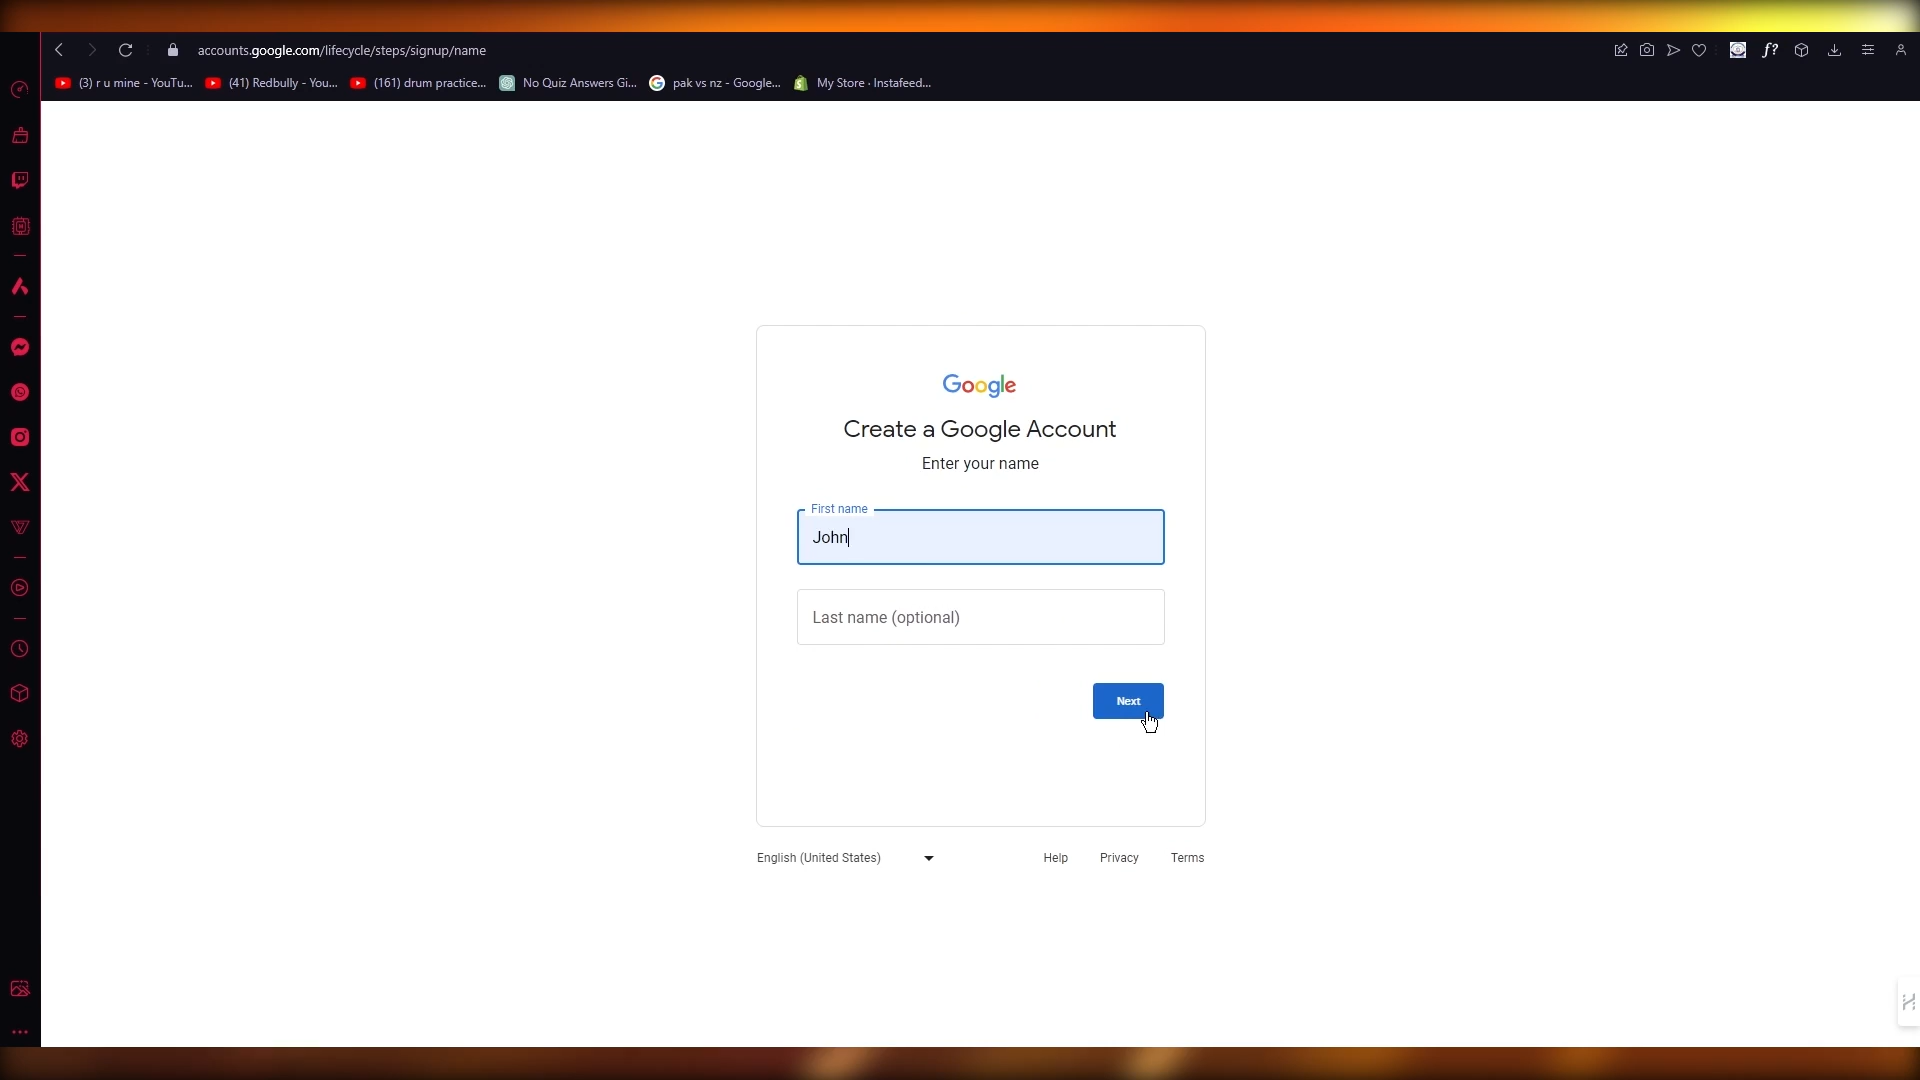 accounts.google.com/lifecycle/steps/signup/name
(3) r u mine - YouTu...
(41) Redbully - You...
(161) drum practice...
No Quiz Answers Gi...
pak vs nz - Google...
My Store · Instafeed...
Google
Create a Google Account
Enter your name
First name
John
Last name (optional)
Next
English (United States)
Help
Privacy
Terms